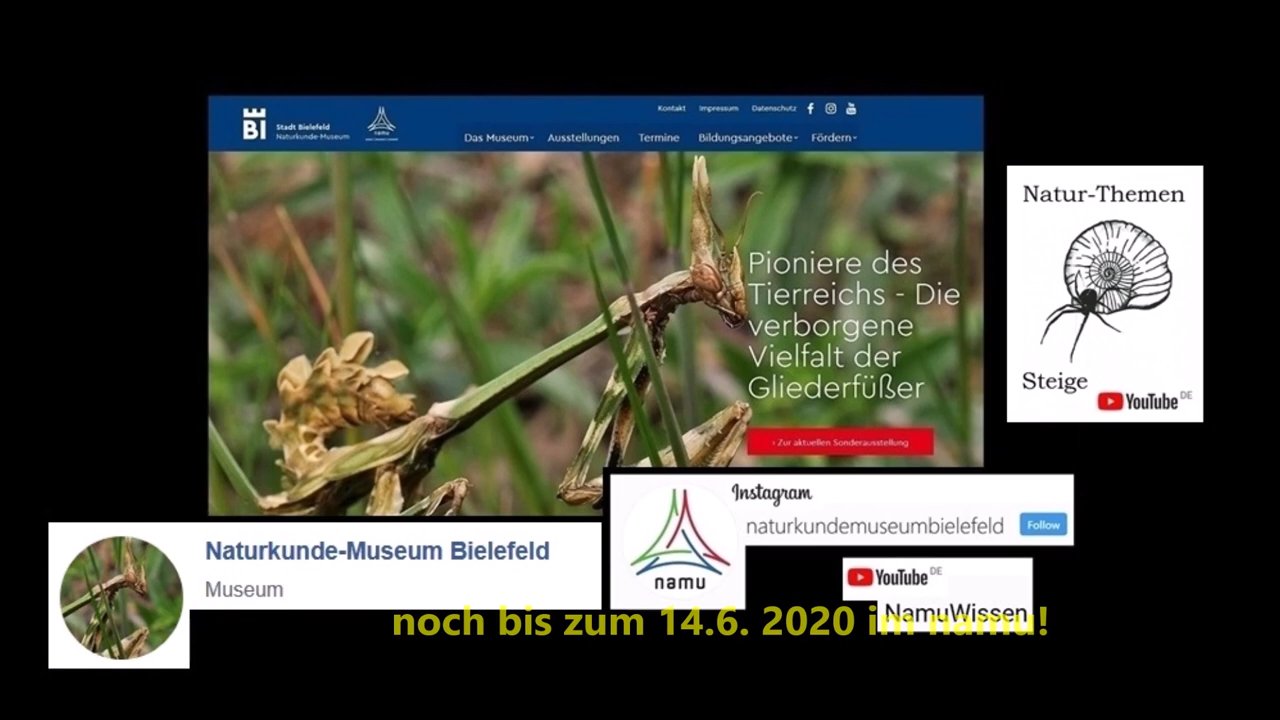 Kontakt Impressum Datenschutz
BI
Stadt Bielefeld
Naturkunde-Museum
namu
Das Museum Ausstellungen Termine Bildungsangebote Fördern
Pioniere des
Tierreichs - Die
verborgene
Vielfalt der
Gliederfüßer
› Zur aktuellen Sonderausstellung
Natur-Themen
Steige
YouTube DE
Instagram
naturkundemuseumbielefeld Follow
namu
Naturkunde-Museum Bielefeld
Museum
YouTube DE
NamuWissen
noch bis zum 14.6. 2020 im namu!